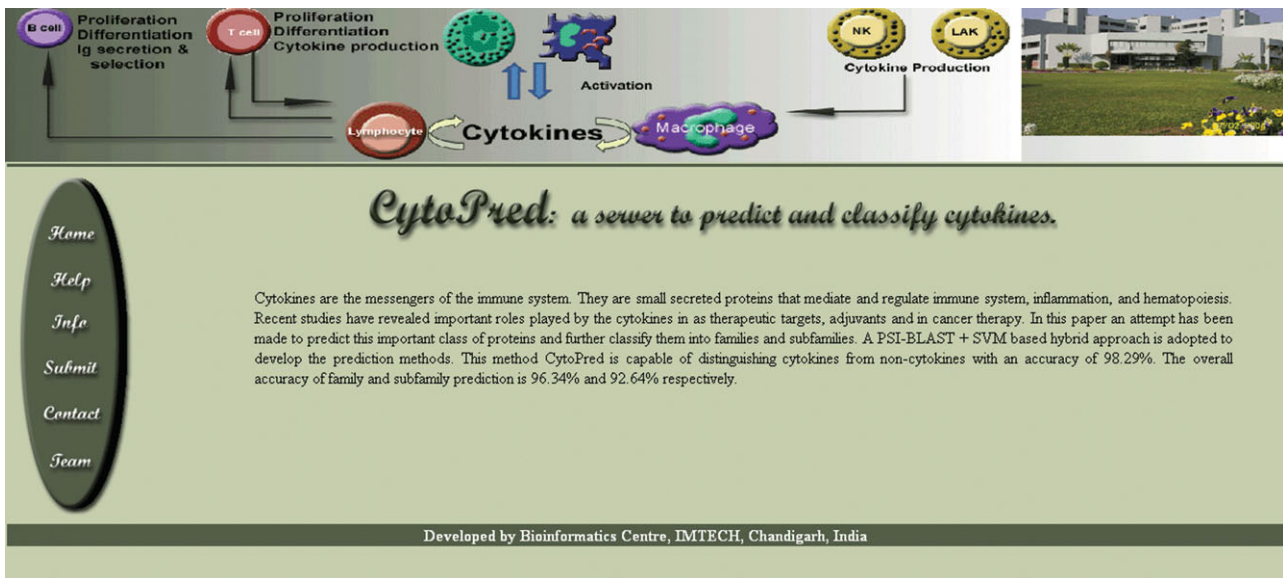 B cell
Proliferation
Differentiation
Ig secretion &
selection
T cell
Proliferation
Differentiation
Cytokine production
Activation
NK
LAK
Cytokine Production
Lymphocyte
Cytokines
Macrophage
CytoPred: a server to predict and classify cytokines.
Home
Help
Info
Submit
Contact
Team
Cytokines are the messengers of the immune system. They are small secreted proteins that mediate and regulate immune system, inflammation, and hematopoiesis.
Recent studies have revealed important roles played by the cytokines in as therapeutic targets, adjuvants and in cancer therapy. In this paper an attempt has been
made to predict this important class of proteins and further classify them into families and subfamilies. A PSI-BLAST + SVM based hybrid approach is adopted to
develop the prediction methods. This method CytoPred is capable of distinguishing cytokines from non-cytokines with an accuracy of 98.29%. The overall
accuracy of family and subfamily prediction is 96.34% and 92.64% respectively.
Developed by Bioinformatics Centre, IMTECH, Chandigarh, India